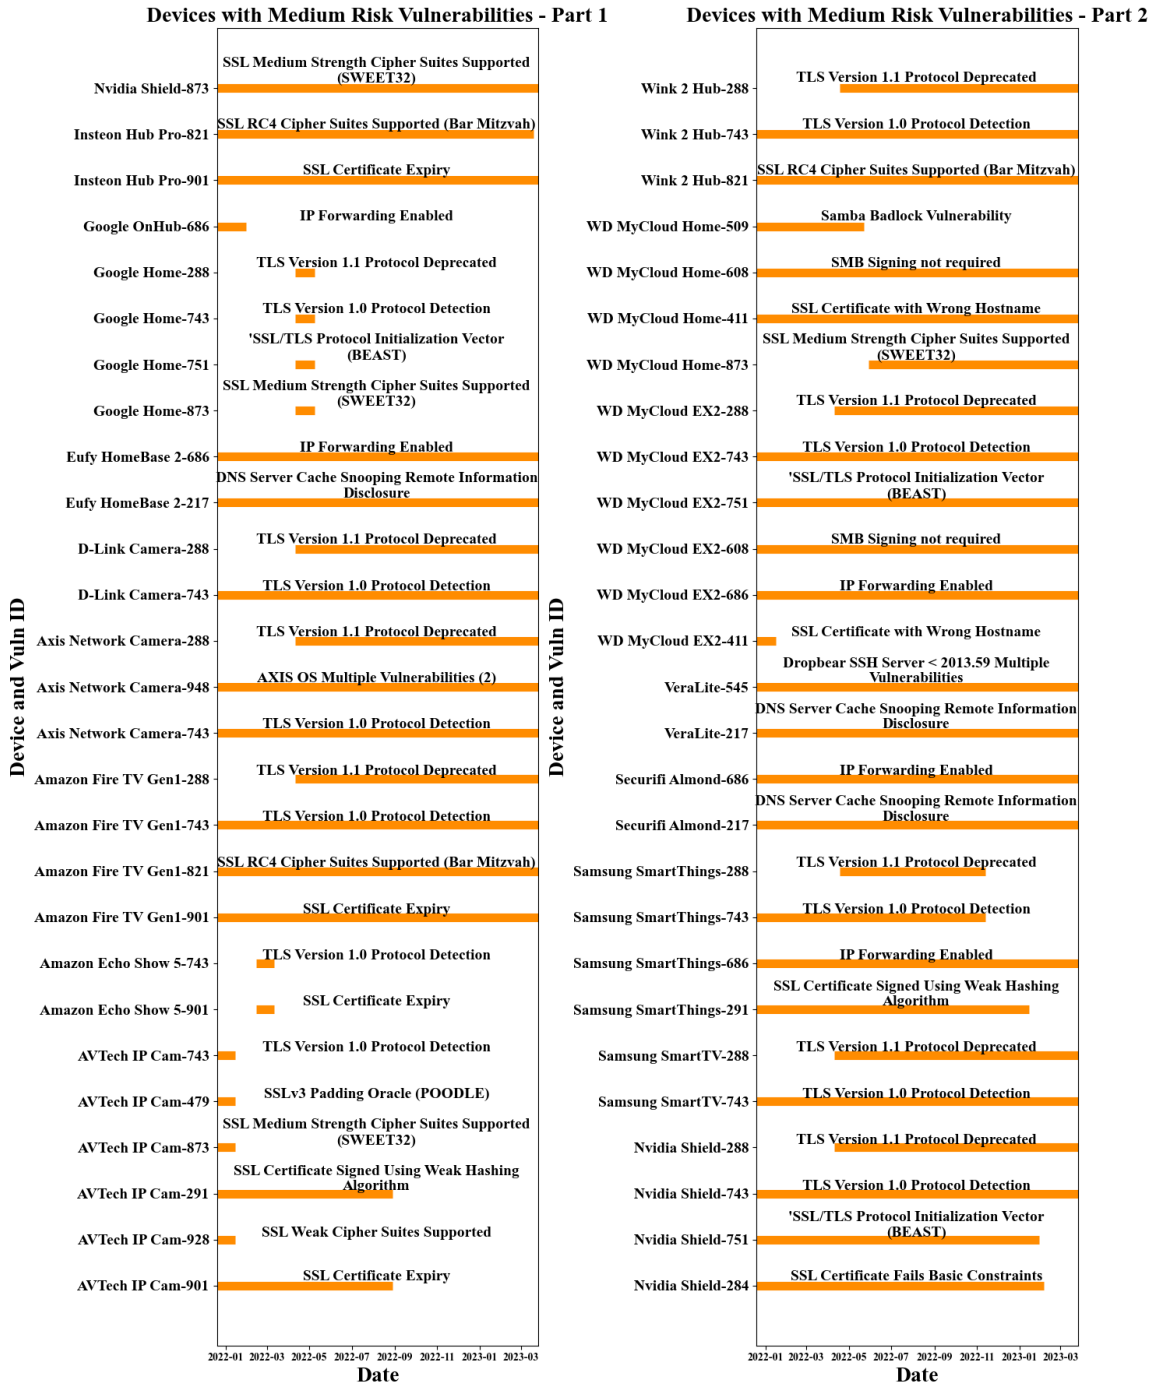 Devices with Medium Risk Vulnerabilities - Part 1
SSL Medium Strength Cipher Suites Supported
(SWEET32)
Nvidia Shield-873
SSL RC4 Cipher Suites Supported (Bar Mitzvah)
Insteon Hub Pro-821
SSL Certificate Expiry
Insteon Hub Pro-901
IP Forwarding Enabled
Google OnHub-686
TLS Version 1.1 Protocol Deprecated
Google Home-288
TLS Version 1.0 Protocol Detection
Google Home-743
'SSL/TLS Protocol Initialization Vector
(BEAST)
Google Home-751
SSL Medium Strength Cipher Suites Supported
(SWEET32)
Google Home-873
IP Forwarding Enabled
Eufy HomeBase 2-686
DNS Server Cache Snooping Remote Information
Disclosure
Eufy HomeBase 2-217
TLS Version 1.1 Protocol Deprecated
D-Link Camera-288
TLS Version 1.0 Protocol Detection
D-Link Camera-743
TLS Version 1.1 Protocol Deprecated
Axis Network Camera-288
AXIS OS Multiple Vulnerabilities (2)
Axis Network Camera-948
TLS Version 1.0 Protocol Detection
Axis Network Camera-743
TLS Version 1.1 Protocol Deprecated
Amazon Fire TV Gen1-288
TLS Version 1.0 Protocol Detection
Amazon Fire TV Gen1-743
SSL RC4 Cipher Suites Supported (Bar Mitzvah)
Amazon Fire TV Gen1-821
SSL Certificate Expiry
Amazon Fire TV Gen1-901
TLS Version 1.0 Protocol Detection
Amazon Echo Show 5-743
SSL Certificate Expiry
Amazon Echo Show 5-901
TLS Version 1.0 Protocol Detection
AVTech IP Cam-743
SSLv3 Padding Oracle (POODLE)
AVTech IP Cam-479
SSL Medium Strength Cipher Suites Supported
(SWEET32)
AVTech IP Cam-873
SSL Certificate Signed Using Weak Hashing
Algorithm
AVTech IP Cam-291
SSL Weak Cipher Suites Supported
AVTech IP Cam-928
SSL Certificate Expiry
AVTech IP Cam-901
Device and Vuln ID
2022-01 2022-03 2022-05 2022-07 2022-09 2022-11 2023-01 2023-03
Date
Devices with Medium Risk Vulnerabilities - Part 2
TLS Version 1.1 Protocol Deprecated
Wink 2 Hub-288
TLS Version 1.0 Protocol Detection
Wink 2 Hub-743
SSL RC4 Cipher Suites Supported (Bar Mitzvah)
Wink 2 Hub-821
Samba Badlock Vulnerability
WD MyCloud Home-509
SMB Signing not required
WD MyCloud Home-608
SSL Certificate with Wrong Hostname
WD MyCloud Home-411
SSL Medium Strength Cipher Suites Supported
(SWEET32)
WD MyCloud Home-873
TLS Version 1.1 Protocol Deprecated
WD MyCloud EX2-288
TLS Version 1.0 Protocol Detection
WD MyCloud EX2-743
'SSL/TLS Protocol Initialization Vector
(BEAST)
WD MyCloud EX2-751
SMB Signing not required
WD MyCloud EX2-608
IP Forwarding Enabled
WD MyCloud EX2-686
SSL Certificate with Wrong Hostname
WD MyCloud EX2-411
Dropbear SSH Server < 2013.59 Multiple
Vulnerabilities
VeraLite-545
DNS Server Cache Snooping Remote Information
Disclosure
VeraLite-217
IP Forwarding Enabled
Securifi Almond-686
DNS Server Cache Snooping Remote Information
Disclosure
Securifi Almond-217
TLS Version 1.1 Protocol Deprecated
Samsung SmartThings-288
TLS Version 1.0 Protocol Detection
Samsung SmartThings-743
IP Forwarding Enabled
Samsung SmartThings-686
SSL Certificate Signed Using Weak Hashing
Algorithm
Samsung SmartThings-291
TLS Version 1.1 Protocol Deprecated
Samsung SmartTV-288
TLS Version 1.0 Protocol Detection
Samsung SmartTV-743
TLS Version 1.1 Protocol Deprecated
Nvidia Shield-288
TLS Version 1.0 Protocol Detection
Nvidia Shield-743
'SSL/TLS Protocol Initialization Vector
(BEAST)
Nvidia Shield-751
SSL Certificate Fails Basic Constraints
Nvidia Shield-284
Device and Vuln ID
2022-01 2022-03 2022-05 2022-07 2022-09 2022-11 2023-01 2023-03
Date